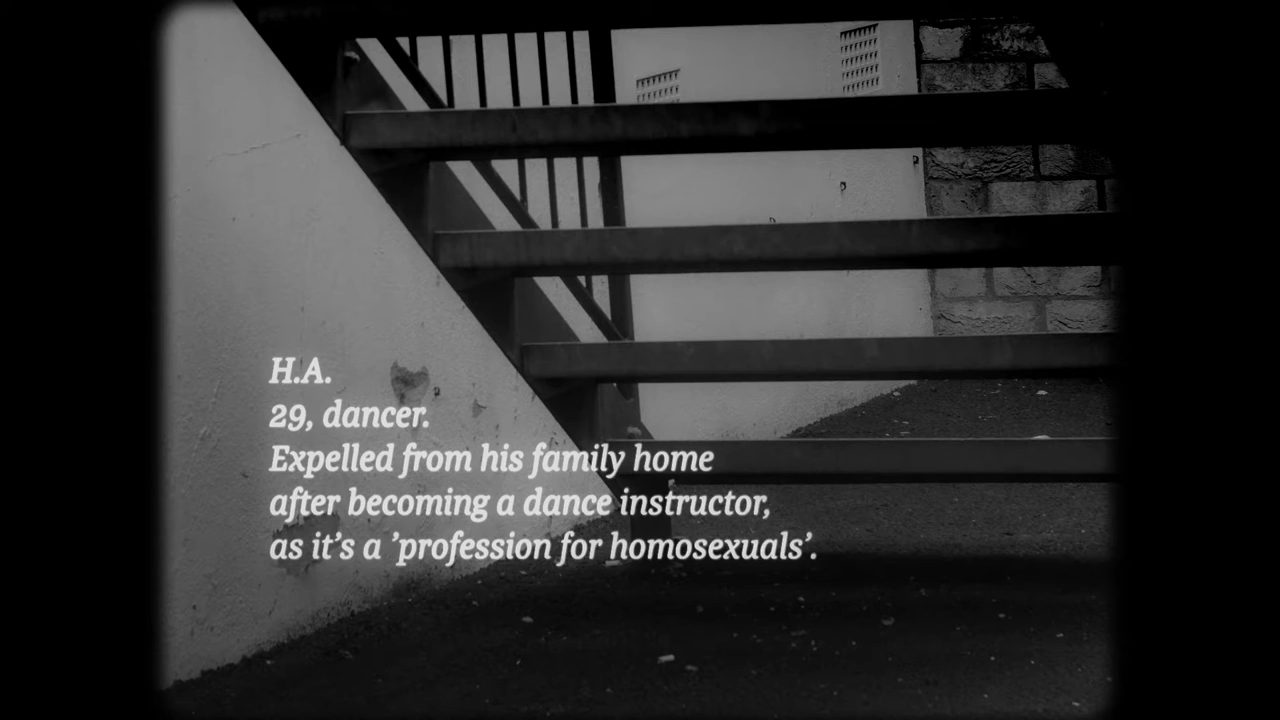 H.A.
29, dancer.
Expelled from his family home
after becoming a dance instructor,
as it’s a ’profession for homosexuals’.